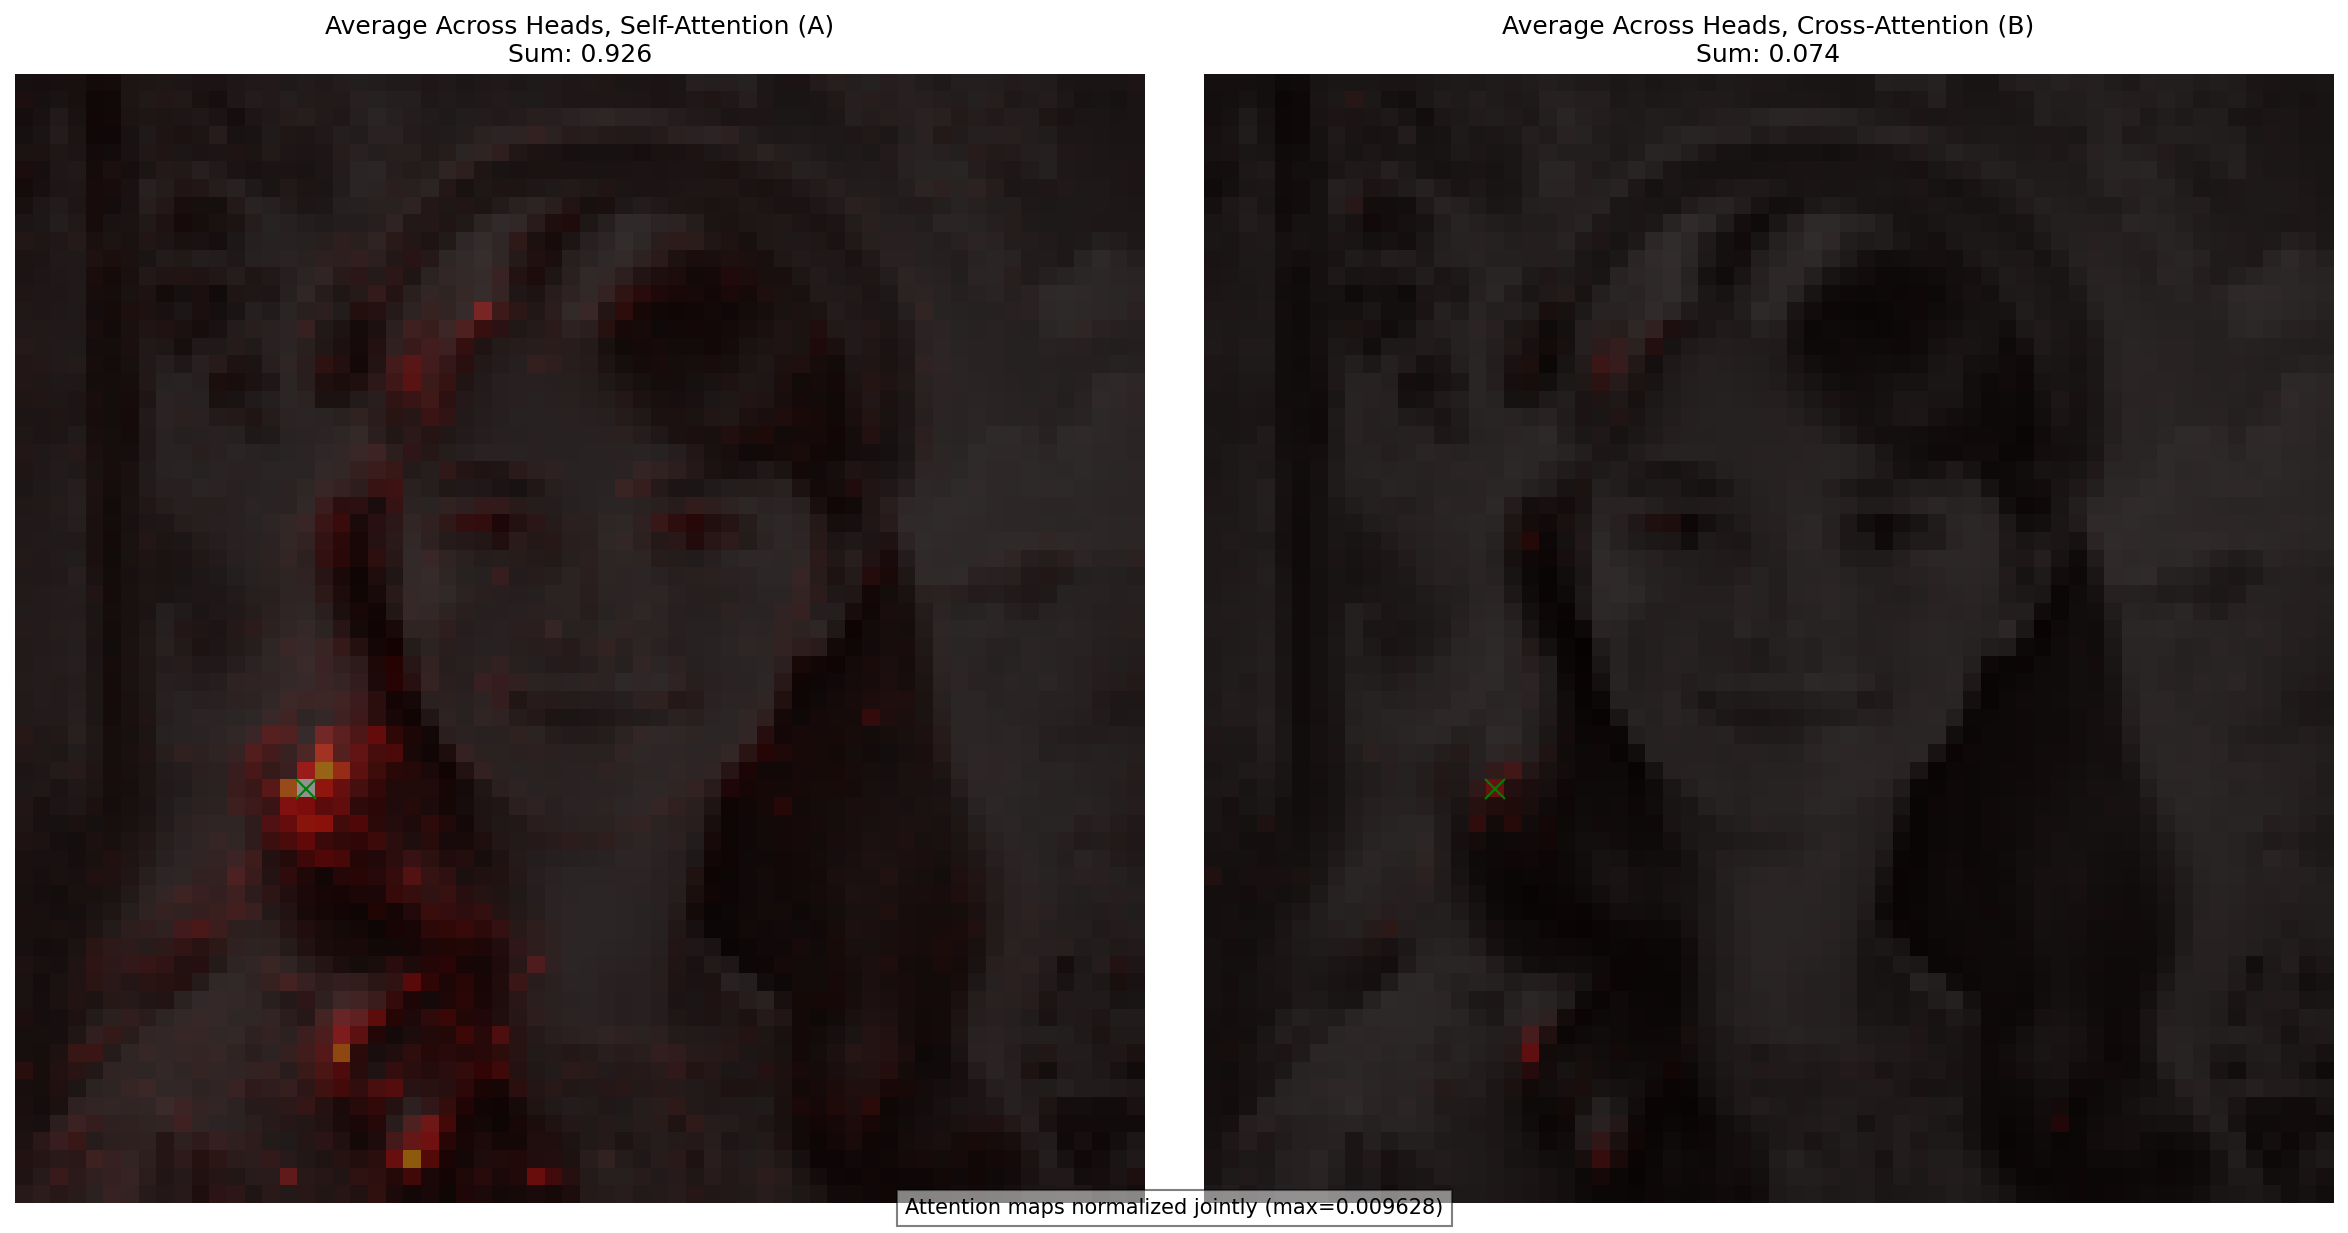 Average Across Heads, Self-Attention (A)
Sum: 0.926
Average Across Heads, Cross-Attention (B)
Sum: 0.074
Attention maps normalized jointly (max=0.009628)